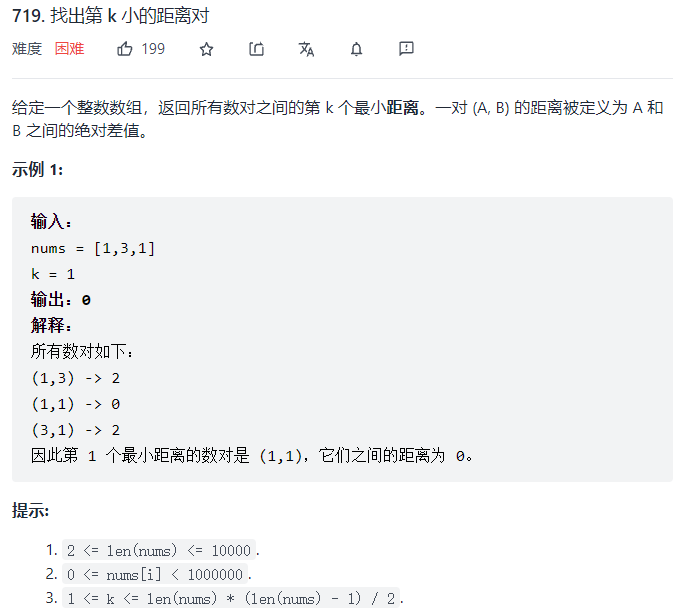 719. 找出第 k 小的距离对
难度 困难 199
给定一个整数数组，返回所有数对之间的第 k 个最小距离。一对 (A, B) 的距离被定义为 A 和
B 之间的绝对差值。
示例 1:
输入：
nums = [1,3,1]
k = 1
输出：0
解释：
所有数对如下：
(1,3) -> 2
(1,1) -> 0
(3,1) -> 2
因此第 1 个最小距离的数对是 (1,1)，它们之间的距离为 0。
提示:
1. 2 <= len(nums) <= 10000.
2. 0 <= nums[i] < 1000000.
3. 1 <= k <= len(nums) * (len(nums) - 1) / 2.